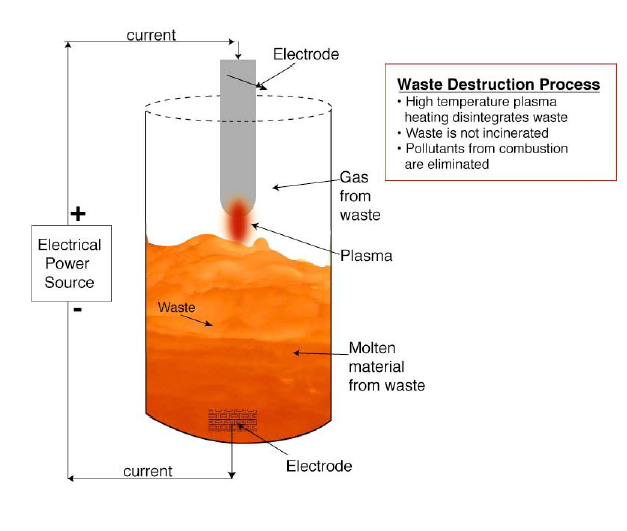 current
Electrode
Waste Destruction Process
• High temperature plasma
heating disintegrates waste
• Waste is not incinerated
• Pollutants from combustion
are eliminated
Gas
from
waste
+
Electrical
Power
Source
-
Plasma
Waste
Molten
material
from waste
Electrode
current